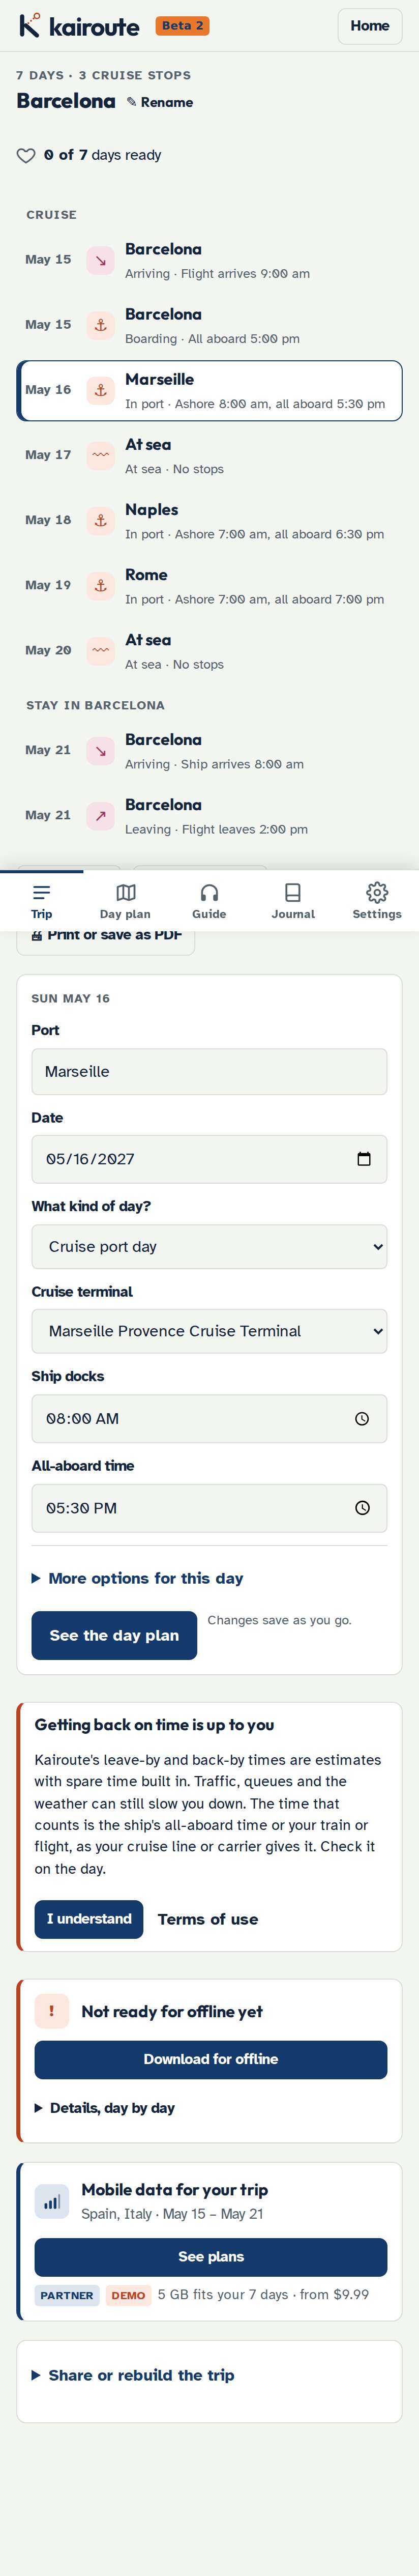 kairoute
Beta 2
Home
7 DAYS · 3 CRUISE STOPS
Barcelona ✎ Rename
0 of 7 days ready
CRUISE
May 15
Barcelona
Arriving · Flight arrives 9:00 am
May 15
Barcelona
Boarding · All aboard 5:00 pm
May 16
Marseille
In port · Ashore 8:00 am, all aboard 5:30 pm
May 17
At sea
At sea · No stops
May 18
Naples
In port · Ashore 7:00 am, all aboard 6:30 pm
May 19
Rome
In port · Ashore 7:00 am, all aboard 7:00 pm
May 20
At sea
At sea · No stops
STAY IN BARCELONA
May 21
Barcelona
Arriving · Ship arrives 8:00 am
May 21
Barcelona
Leaving · Flight leaves 2:00 pm
Trip
Day plan
Guide
Journal
Settings
Print or save as PDF
SUN MAY 16
Port
Marseille
Date
05/16/2027
What kind of day?
Cruise port day
Cruise terminal
Marseille Provence Cruise Terminal
Ship docks
08:00 AM
All-aboard time
05:30 PM
More options for this day
See the day plan
Changes save as you go.
Getting back on time is up to you
Kairoute's leave-by and back-by times are estimates
with spare time built in. Traffic, queues and the
weather can still slow you down. The time that
counts is the ship's all-aboard time or your train or
flight, as your cruise line or carrier gives it. Check it
on the day.
I understand
Terms of use
!
Not ready for offline yet
Download for offline
Details, day by day
Mobile data for your trip
Spain, Italy · May 15 – May 21
See plans
PARTNER DEMO 5 GB fits your 7 days · from $9.99
Share or rebuild the trip